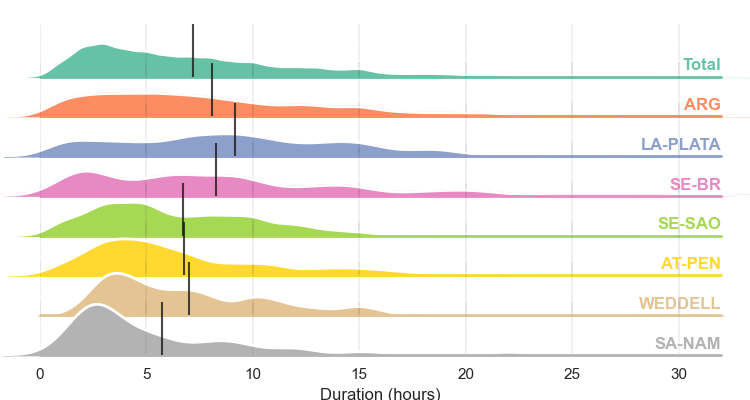 Total
ARG
LA-PLATA
SE-BR
SE-SAO
AT-PEN
WEDDELL
SA-NAM
0 5 10 15 20 25 30
Duration (hours)